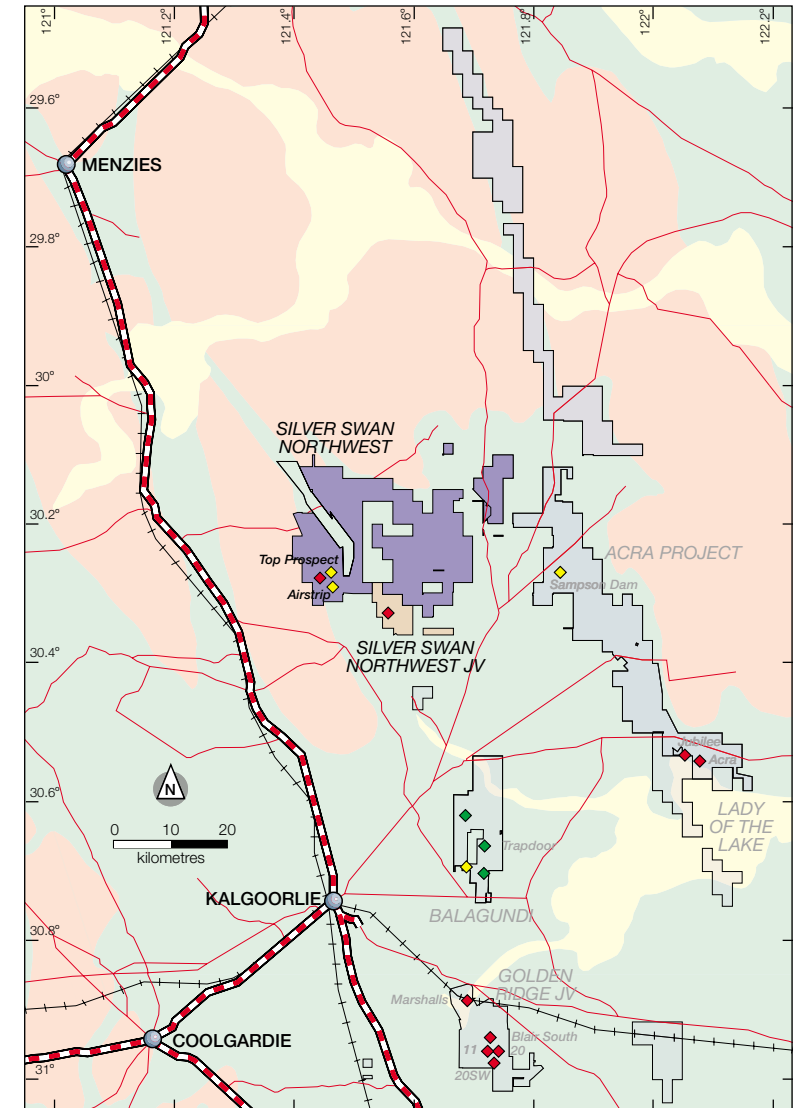 121°
121.2°
121.4°
121.6°
121.8°
122°
122.2°
29.6°
MENZIES
29.8°
30°
SILVER SWAN
NORTHWEST
30.2°
Top Prospect
Airstrip
ACRA PROJECT
Sampson Dam
SILVER SWAN
NORTHWEST JV
30.4°
Jubilee
Acra
30.6°
N
0 10 20
kilometres
LADY
OF THE
LAKE
Trapdoor
KALGOORLIE
BALAGUNDI
30.8°
GOLDEN
RIDGE JV
Marshalls
Blair South
11 20
20SW
COOLGARDIE
31°